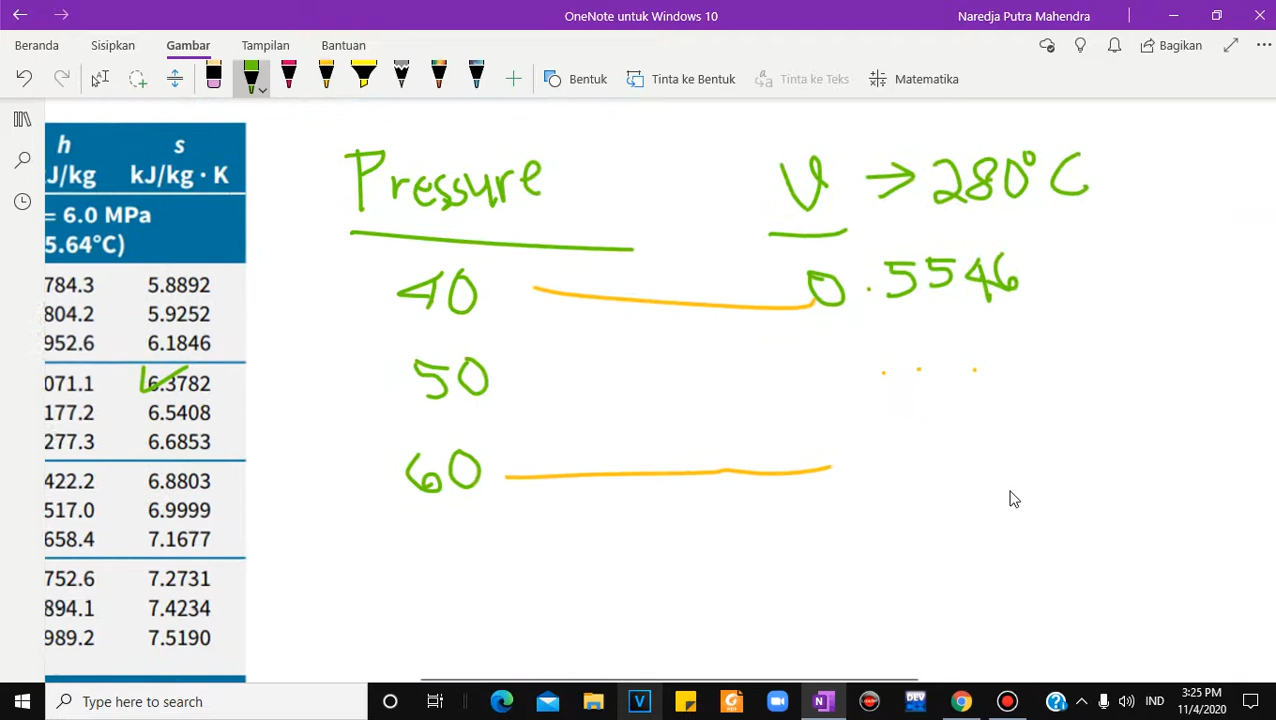 OneNote untuk Windows 10
Naredja Putra Mahendra
Beranda Sisipkan Gambar Tampilan Bantuan
Bagikan
Bentuk Tinta ke Bentuk Tinta ke Teks Matematika
h s
J/kg kJ/kg · K
= 6.0 MPa
5.64°C)
784.3 5.8892
804.2 5.9252
952.6 6.1846
071.1 6.3782
177.2 6.5408
277.3 6.6853
422.2 6.8803
517.0 6.9999
658.4 7.1677
752.6 7.2731
894.1 7.4234
989.2 7.5190
Pressure v → 280° C
40 0.5546
50 . . .
60
Type here to search
IND
3:25 PM
11/4/2020